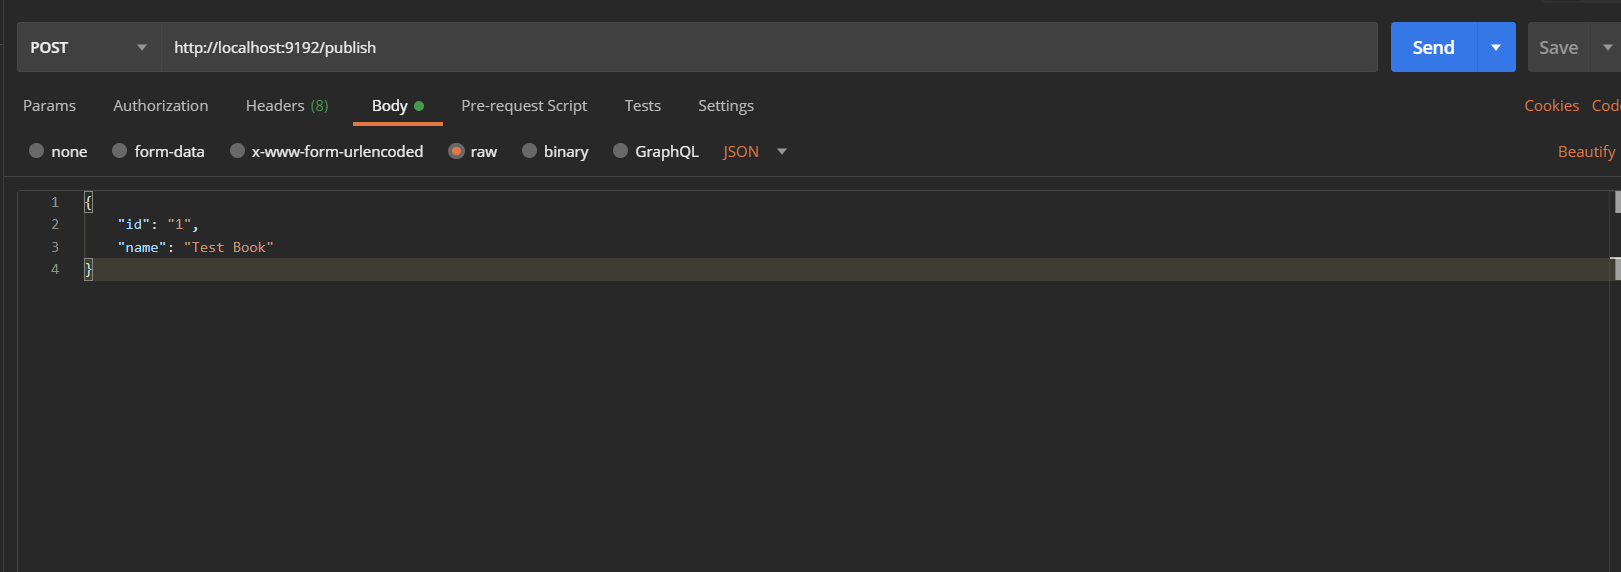 POST http://localhost:9192/publish Send Save
Params Authorization Headers (8) Body Pre-request Script Tests Settings Cookies
none form-data x-www-form-urlencoded raw binary GraphQL JSON Beautify
1 {
2 "id": "1",
3 "name": "Test Book"
4 }